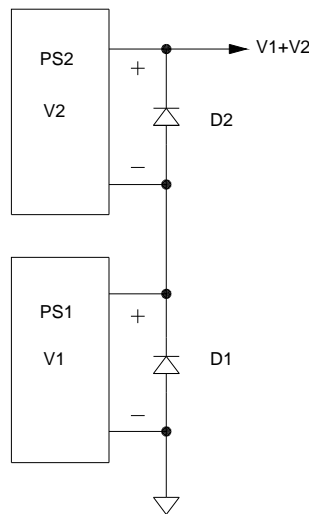 PS2
V1+V2
+
V2
D2
−
PS1
+
V1
D1
−